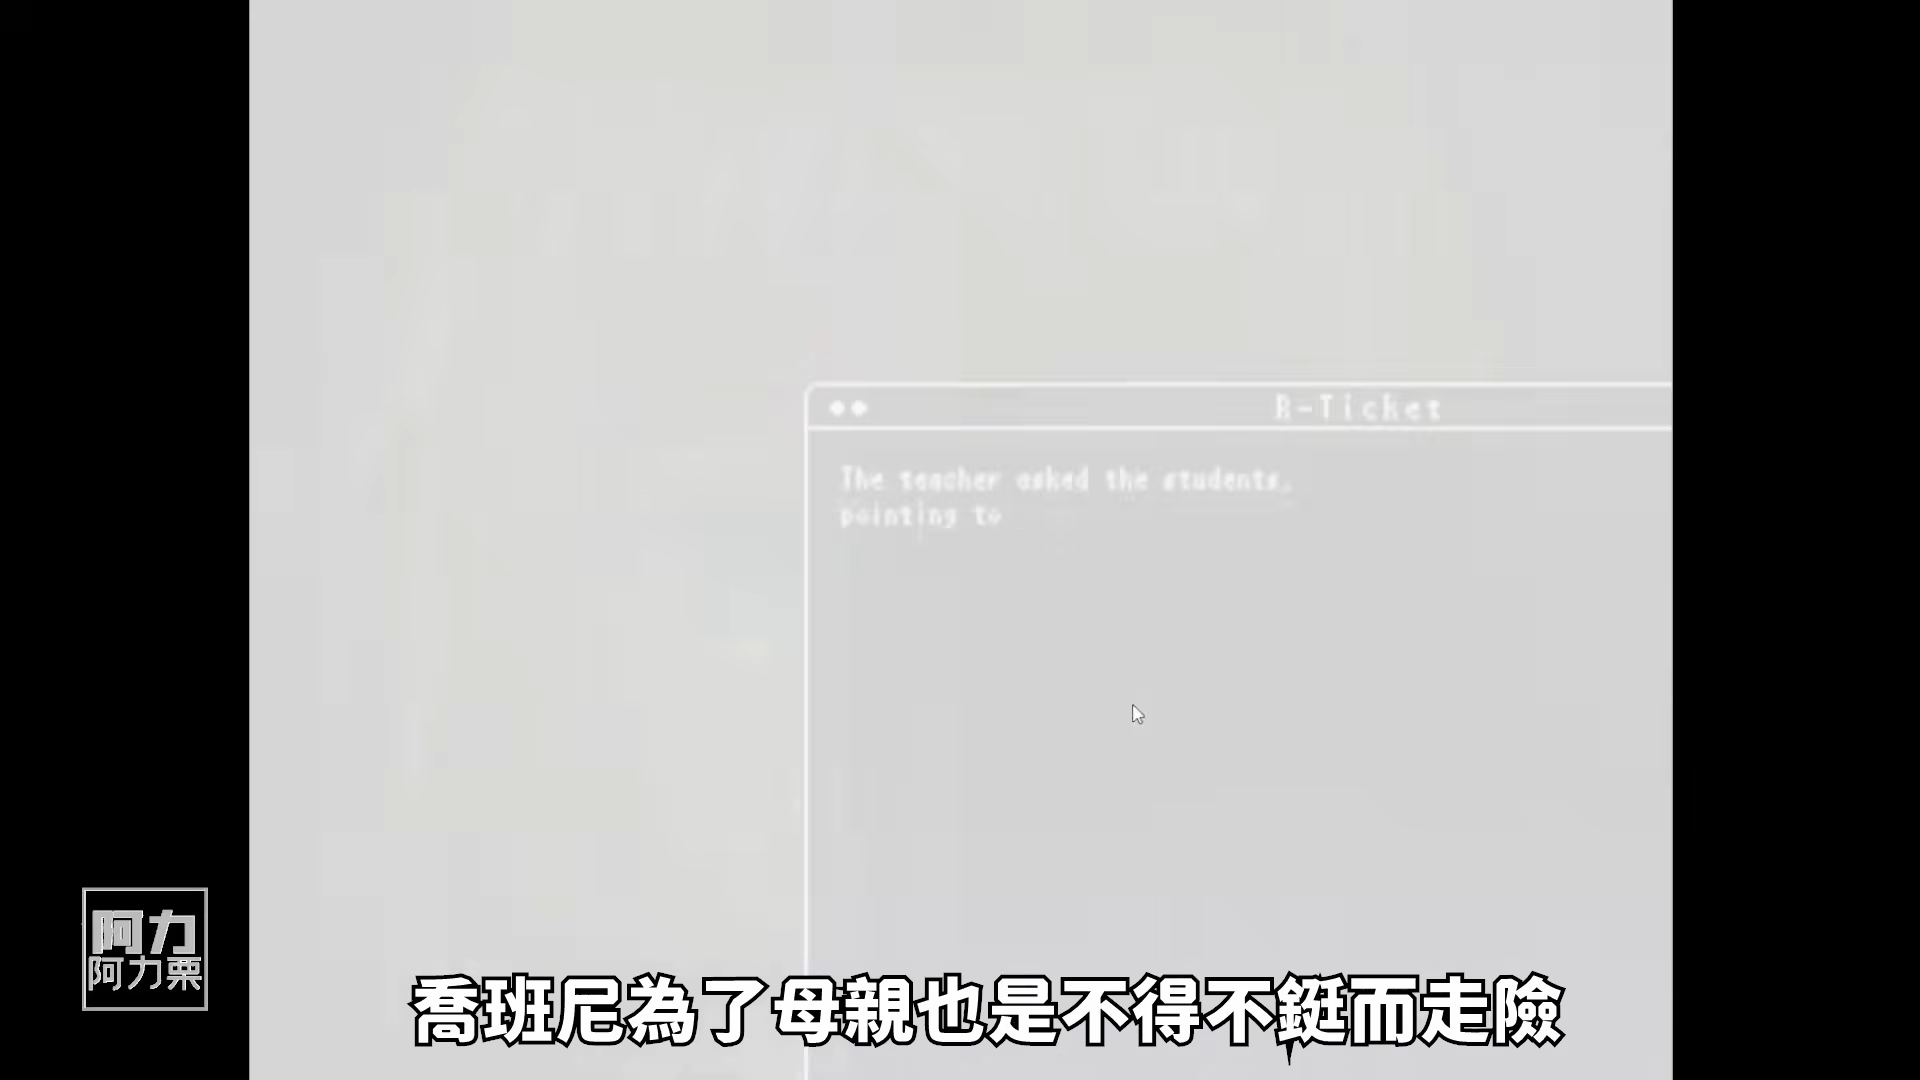 R-Ticket
The teacher asked the students,
pointing to
阿力
阿力栗
喬班尼為了母親也是不得不鋌而走險